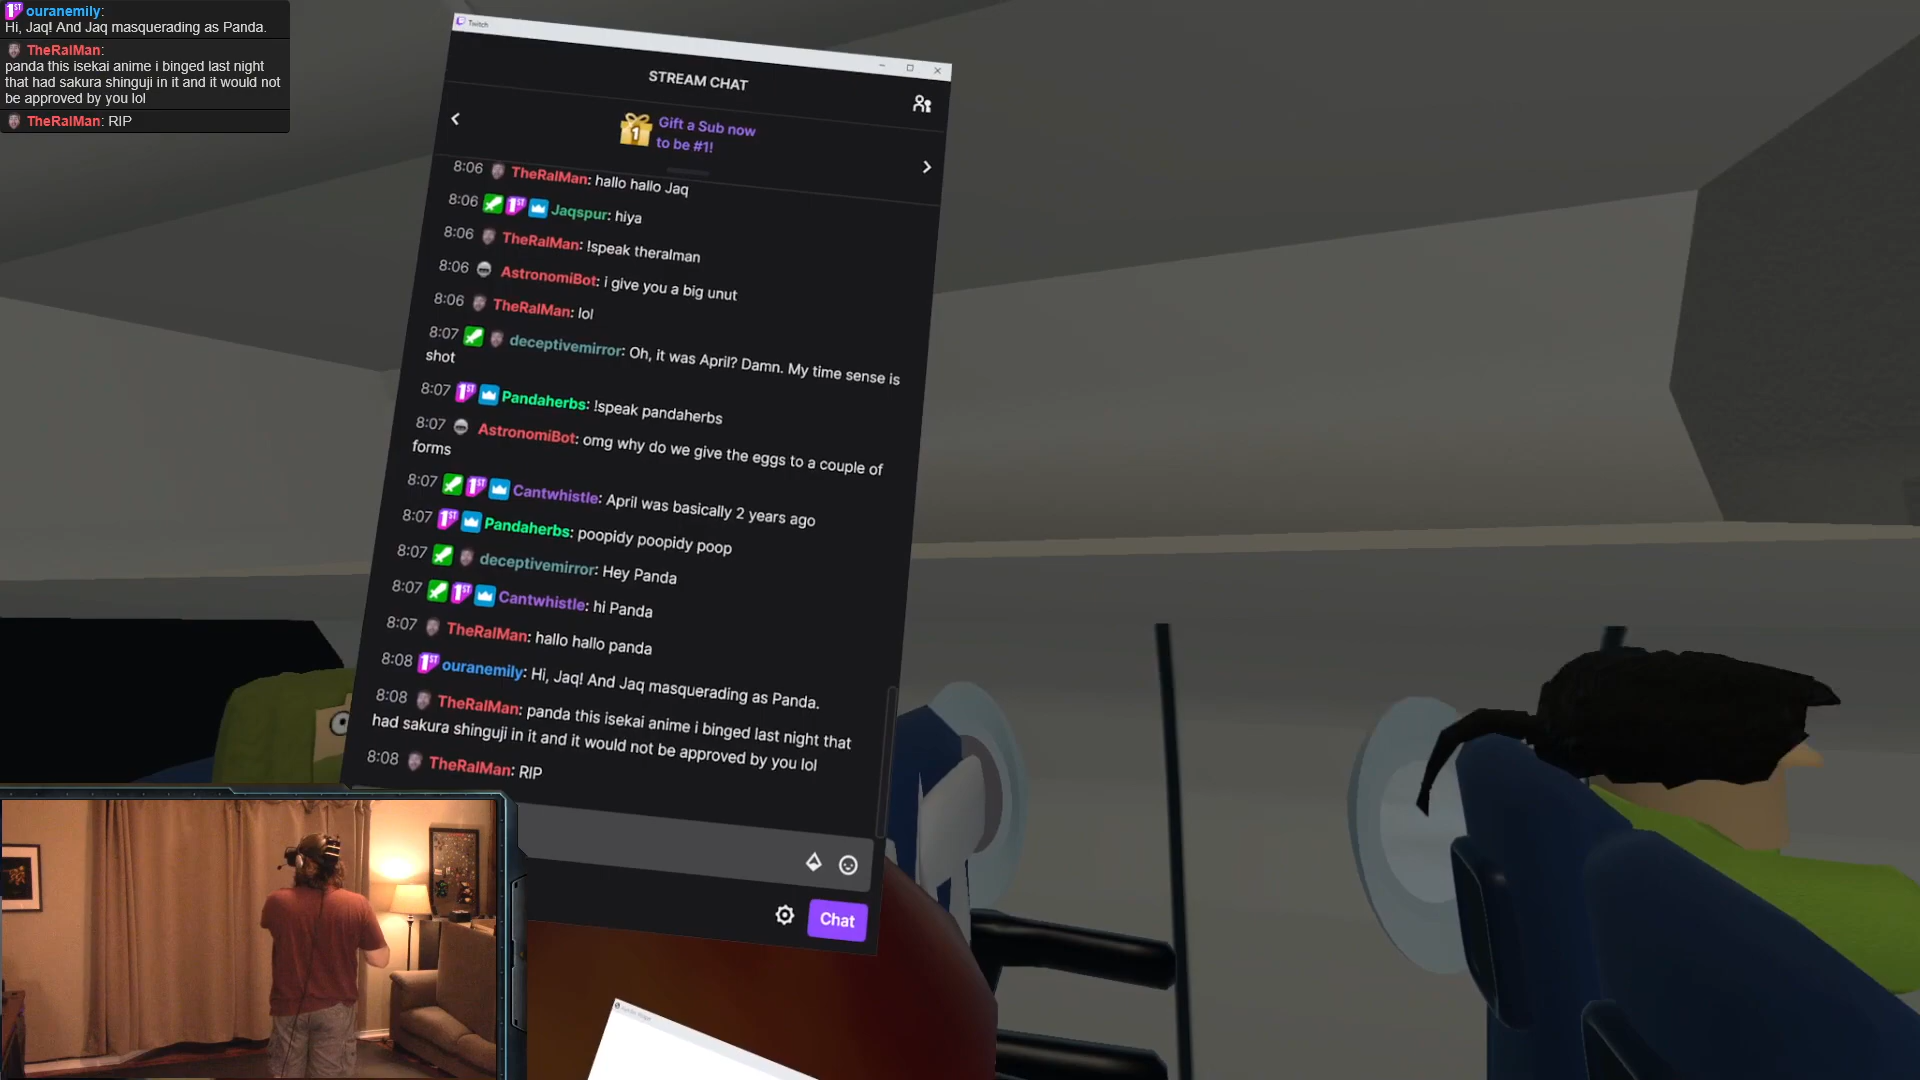 ouranemily:
Hi, Jaq! And Jaq masquerading as Panda.
TheRalMan:
panda this isekai anime i binged last night
that had sakura shinguji in it and it would not
be approved by you lol
TheRalMan: RIP
Twitch
STREAM CHAT
1
Gift a Sub now
to be #1!
8:06 TheRalMan: hallo hallo Jaq
8:06 1ST Jaqspur: hiya
8:06 TheRalMan: !speak theralman
8:06 AstronomiBot: i give you a big unut
8:06 TheRalMan: lol
8:07 deceptivemirror: Oh, it was April? Damn. My time sense is
shot
8:07 1ST Pandaherbs: !speak pandaherbs
8:07 AstronomiBot: omg why do we give the eggs to a couple of
forms
8:07 1ST Cantwhistle: April was basically 2 years ago
8:07 1ST Pandaherbs: poopidy poopidy poop
8:07 deceptivemirror: Hey Panda
8:07 1ST Cantwhistle: hi Panda
8:07 TheRalMan: hallo hallo panda
8:08 1ST ouranemily: Hi, Jaq! And Jaq masquerading as Panda.
8:08 TheRalMan: panda this isekai anime i binged last night that
had sakura shinguji in it and it would not be approved by you lol
8:08 TheRalMan: RIP
Chat